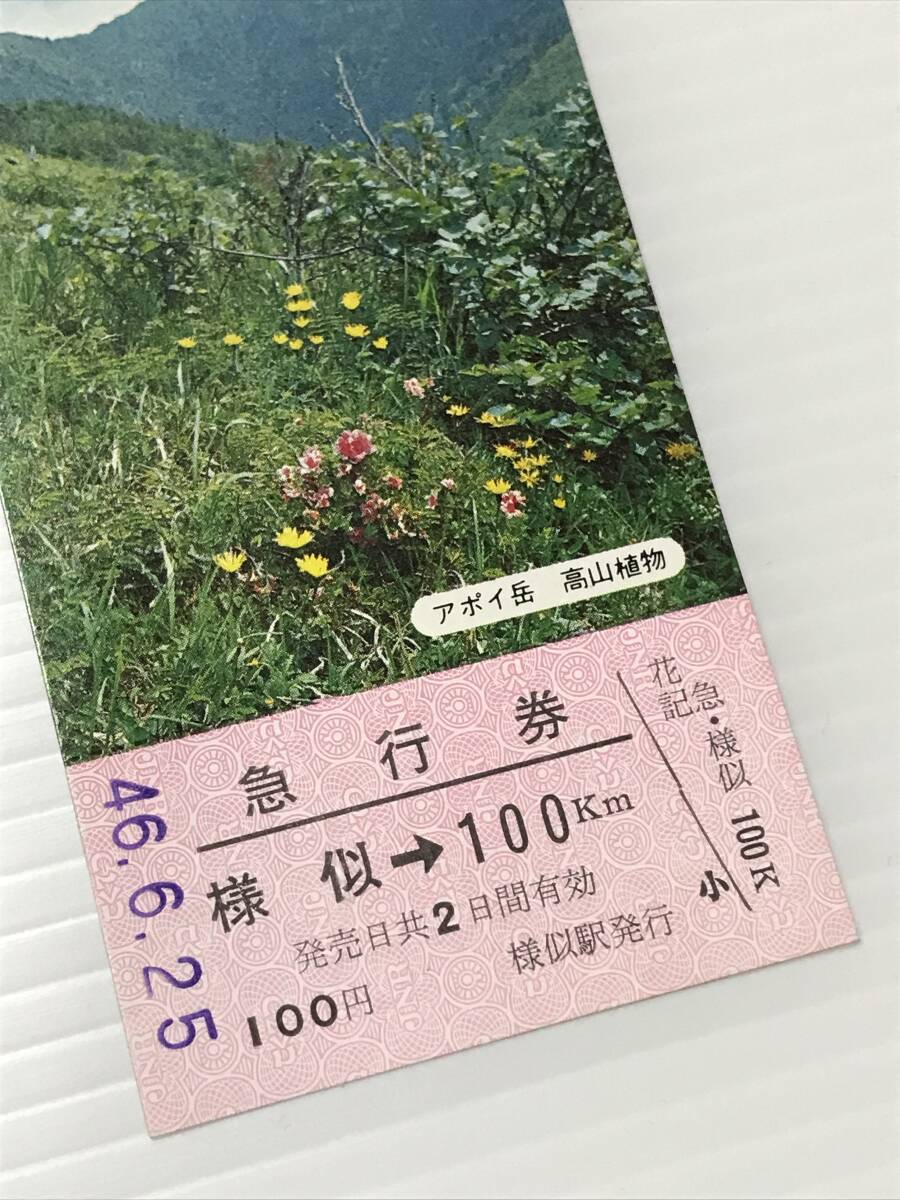 アポイ岳 高山植物
急行券
様似➔100Km
発売日共2日間有効
100円
様似駅発行
46.6.25
花
記急・様似 100K
小